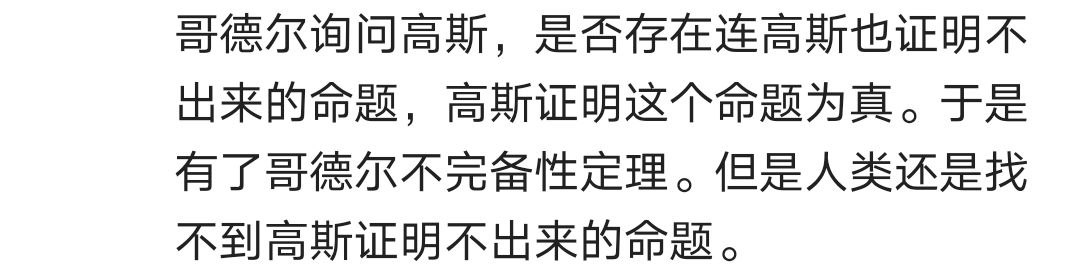 哥德尔询问高斯，是否存在连高斯也证明不
出来的命题，高斯证明这个命题为真。于是
有了哥德尔不完备性定理。但是人类还是找
不到高斯证明不出来的命题。